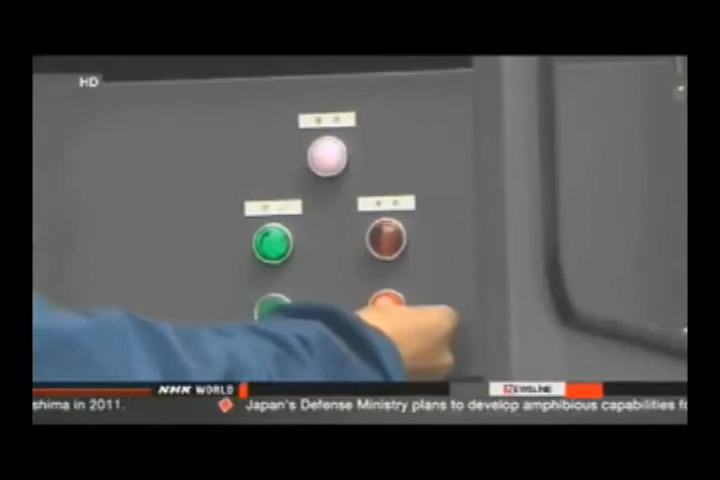 HD
NHK WORLD
NEWSLINE
shima in 2011.
Japan's Defense Ministry plans to develop amphibious capabilities fo